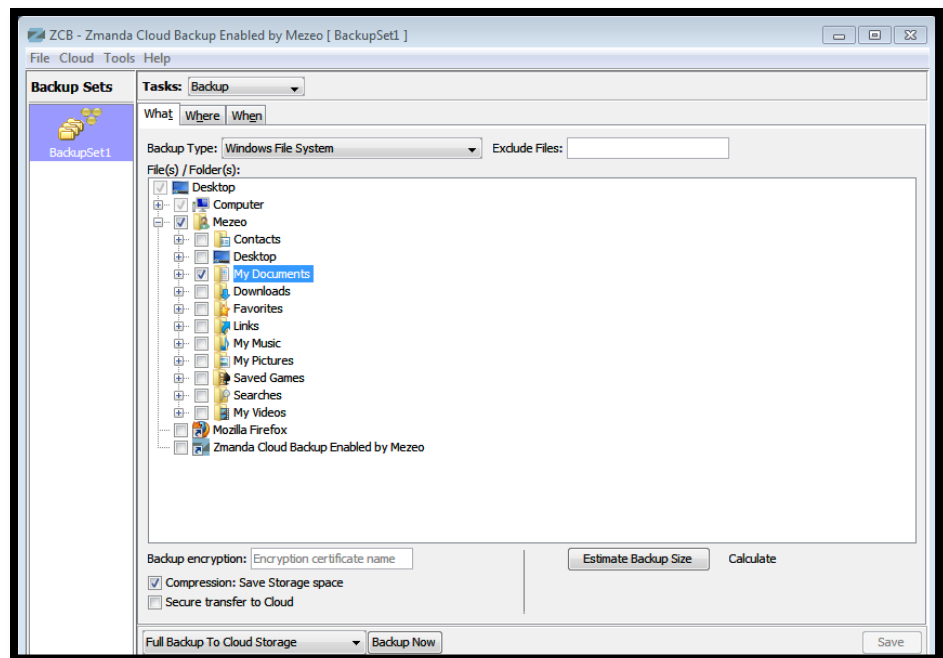 ZCB - Zmanda Cloud Backup Enabled by Mezeo [ BackupSet1 ]
File Cloud Tools Help
Backup Sets
Tasks: Backup
BackupSet1
What Where When
Backup Type: Windows File System Exclude Files:
File(s) / Folder(s):
Desktop
Computer
Mezeo
Contacts
Desktop
My Documents
Downloads
Favorites
Links
My Music
My Pictures
Saved Games
Searches
My Videos
Mozilla Firefox
Zmanda Cloud Backup Enabled by Mezeo
Backup encryption: Encryption certificate name Estimate Backup Size Calculate
Compression: Save Storage space
Secure transfer to Cloud
Full Backup To Cloud Storage Backup Now Save